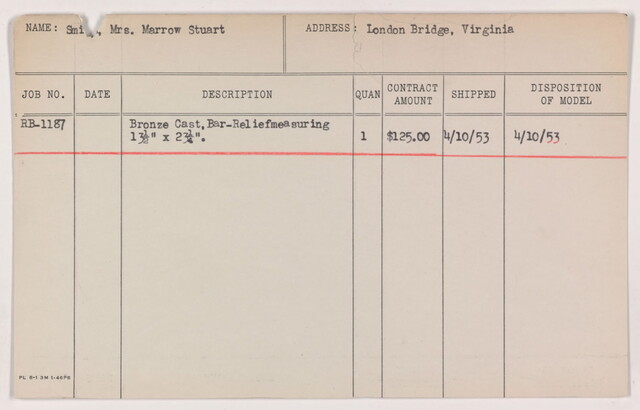 NAME: Mrs. Marrow Stuart
ADDRESS: London Bridge, Virginia
JOB NO. DATE DESCRIPTION QUAN CONTRACT AMOUNT SHIPPED DISPOSITION OF MODEL
RB-1187 Bronze Cast, Bar-Reliefmeasuring
1 $125.00 4/10/53 4/10/53